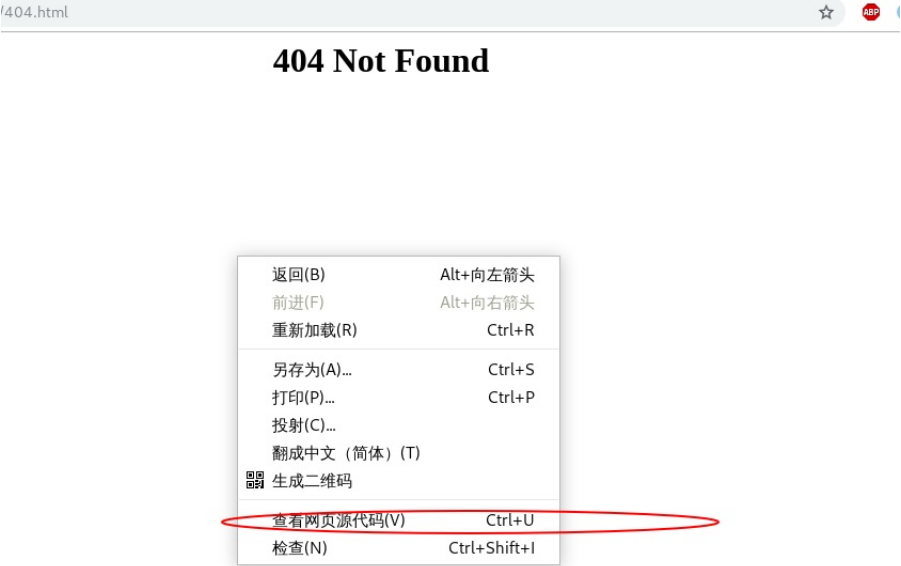 /404.html
ABP
404 Not Found
返回(B) Alt+向左箭头
前进(F) Alt+向右箭头
重新加载(R) Ctrl+R
另存为(A)... Ctrl+S
打印(P)... Ctrl+P
投射(C)...
翻成中文（简体）(T)
生成二维码
查看网页源代码(V) Ctrl+U
检查(N) Ctrl+Shift+I